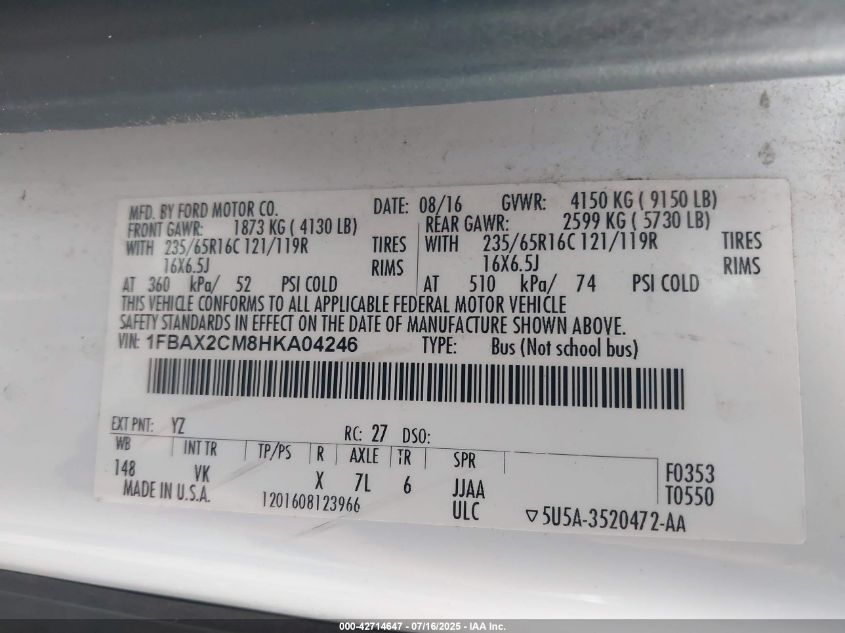 MFD. BY FORD MOTOR CO. DATE: 08/16 GVWR: 4150 KG ( 9150 LB)
FRONT GAWR: 1873 KG ( 4130 LB) REAR GAWR: 2599 KG ( 5730 LB)
WITH 235/65R16C 121/119R TIRES WITH 235/65R16C 121/119R TIRES
16X6.5J RIMS 16X6.5J RIMS
AT 360 kPa/ 52 PSI COLD AT 510 kPa/ 74 PSI COLD
THIS VEHICLE CONFORMS TO ALL APPLICABLE FEDERAL MOTOR VEHICLE
SAFETY STANDARDS IN EFFECT ON THE DATE OF MANUFACTURE SHOWN ABOVE.
VIN: 1FBAX2CM8HKA04246 TYPE: Bus (Not school bus)
EXT PNT: YZ RC: 27 DSO:
WB INT TR TP/PS R AXLE TR SPR
148 VK X 7L 6 JJAA F0353
MADE IN U.S.A. 1201608123966 ULC T0550
▽5U5A-3520472-AA
000-42714647 - 07/16/2025 - IAA Inc.